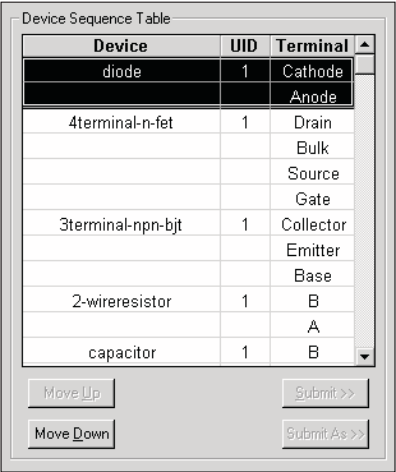 Device Sequence Table
Device UID Terminal
diode 1 Cathode
Anode
4terminal-n-fet 1 Drain
Bulk
Source
Gate
3terminal-npn-bjt 1 Collector
Emitter
Base
2-wireresistor 1 B
A
capacitor 1 B
Move Up Submit >>
Move Down Submit As >>